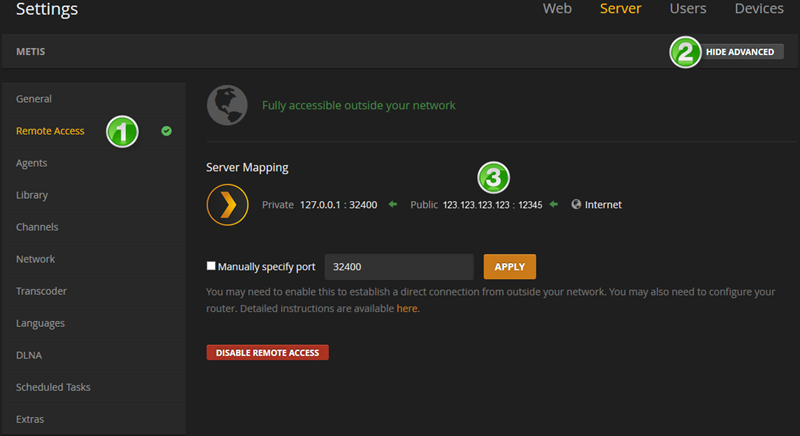 Settings
Web Server Users Devices
METIS
2 HIDE ADVANCED
General
Remote Access 1
Agents
Library
Channels
Network
Transcoder
Languages
DLNA
Scheduled Tasks
Extras
Fully accessible outside your network
Server Mapping
3
Private 127.0.0.1 : 32400 Public 123.123.123.123 : 12345 Internet
Manually specify port 32400 APPLY
You may need to enable this to establish a direct connection from outside your network. You may also need to configure your
router. Detailed instructions are available here.
DISABLE REMOTE ACCESS